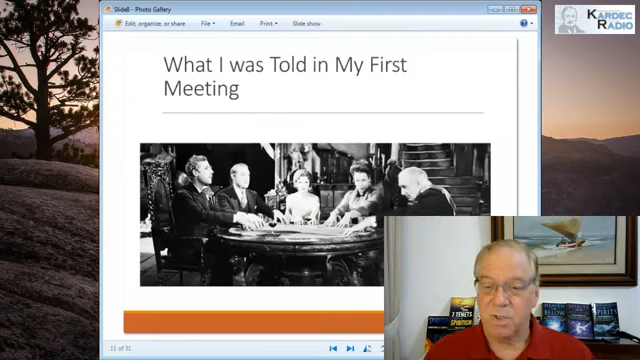 Slide8 - Photo Gallery
Edit, organize, or share
File
Email
Print
Slide show
KARDEC
RADIO
What I was Told in My First
Meeting
7 TENETS
SPIRITISM
HEAVEN
BELOW
SPIRITS
SPIRITS
11 of 31